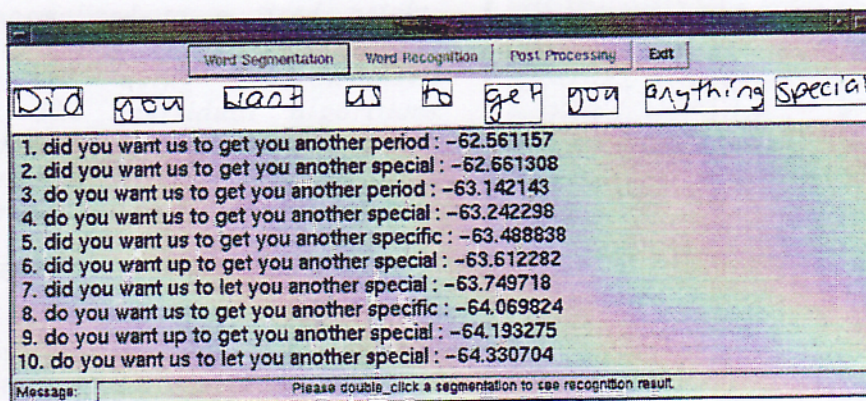 Word Segmentation Word Recognition Post Processing Exit
Did you want us to get you anything special
1. did you want us to get you another period : -62.561157
2. did you want us to get you another special : -62.661308
3. do you want us to get you another period : -63.142143
4. do you want us to get you another special : -63.242298
5. did you want us to get you another specific : -63.488838
6. did you want up to get you another special : -63.612282
7. did you want us to let you another special : -63.749718
8. do you want us to get you another specific : -64.069824
9. do you want up to get you another special : -64.193275
10. do you want us to let you another special : -64.330704
Message: Please double_click a segmentation to see recognition result.